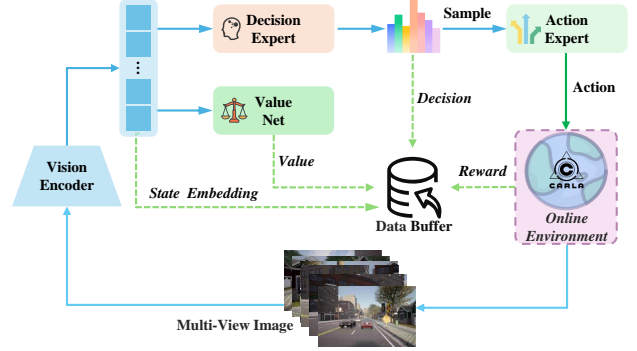 Decision
Expert
Sample
Action
Expert
Value
Net
Decision
Action
Vision
Encoder
Value
State Embedding
Reward
CARLA
Data Buffer
Online
Environment
Multi-View Image